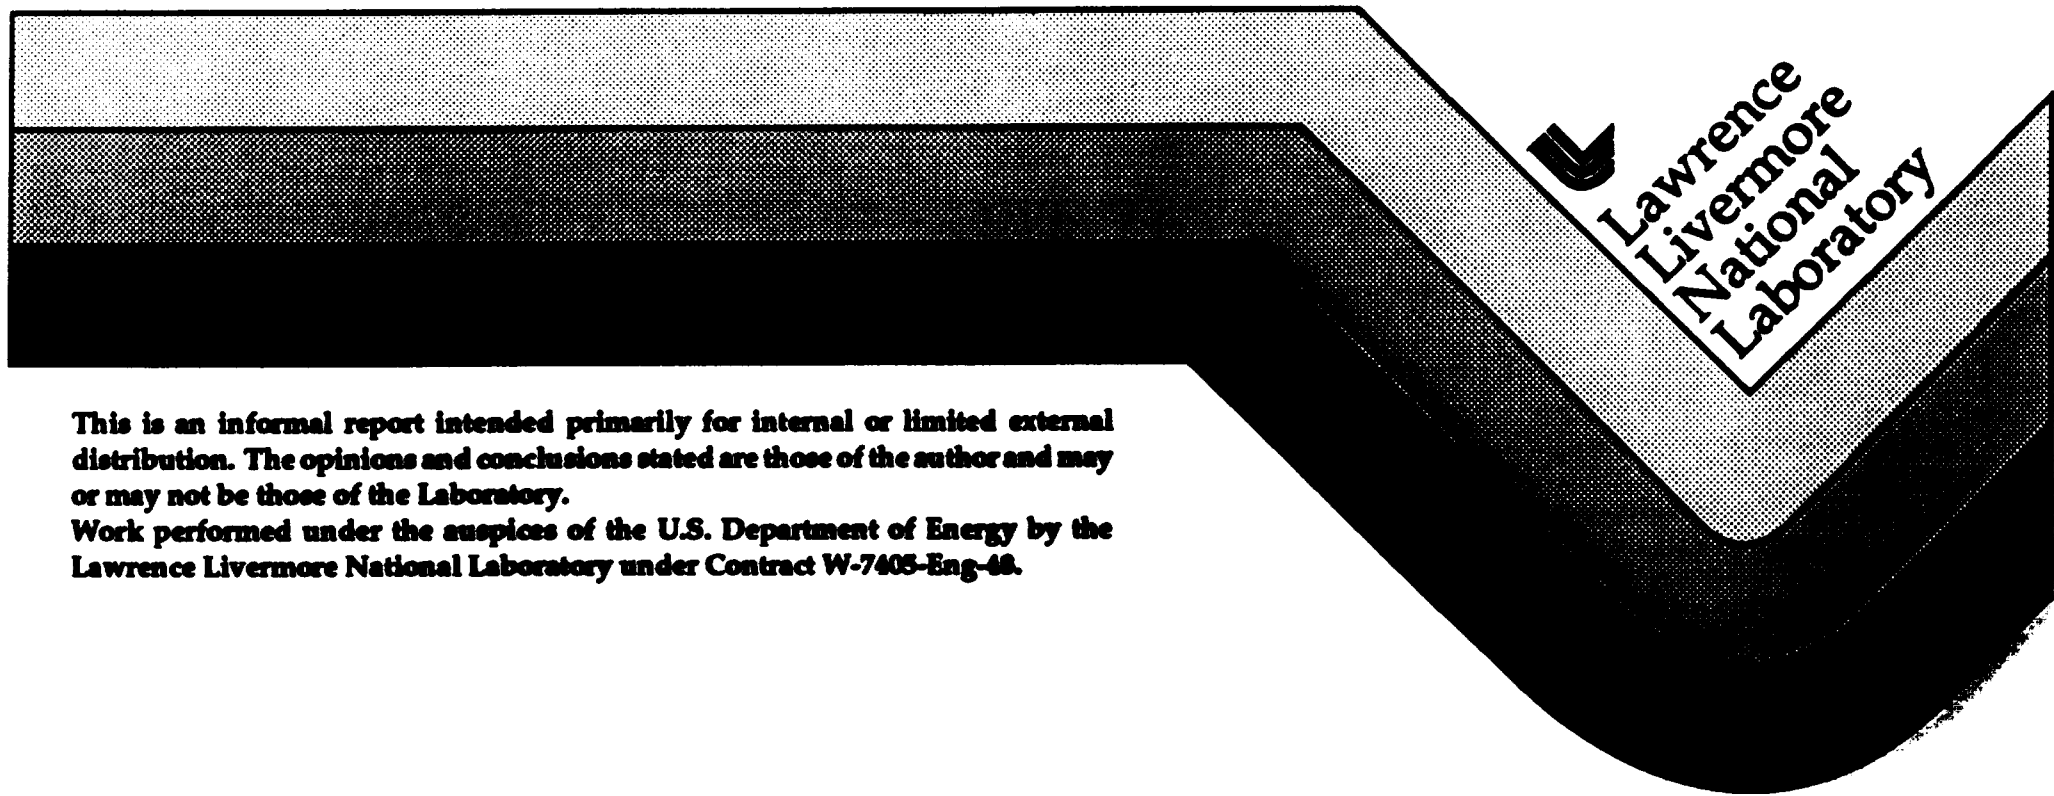 Lawrence
Livermore
National
Laboratory
This is an informal report intended primarily for internal or limited external
distribution. The opinions and conclusions stated are those of the author and may
or may not be those of the Laboratory.
Work performed under the auspices of the U.S. Department of Energy by the
Lawrence Livermore National Laboratory under Contract W-7405-Eng-48.